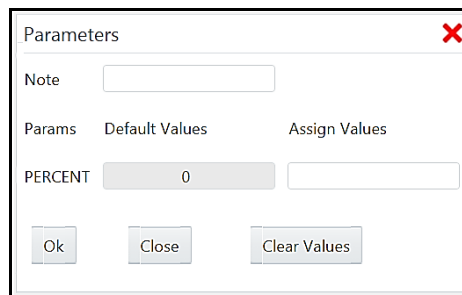 Parameters
Note
Params Default Values Assign Values
PERCENT 0
Ok Close Clear Values